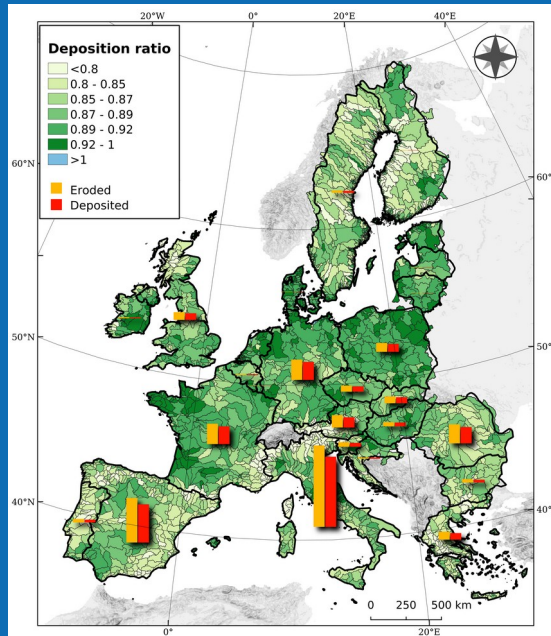 20°W 0° 20°E 40°E
Deposition ratio
<0.8
0.8 - 0.85
0.85 - 0.87
0.87 - 0.89
0.89 - 0.92
0.92 - 1
>1
Eroded
Deposited
60°N 60°N
50°N 50°N
40°N 40°N
0 250 500 km
0° 20°E